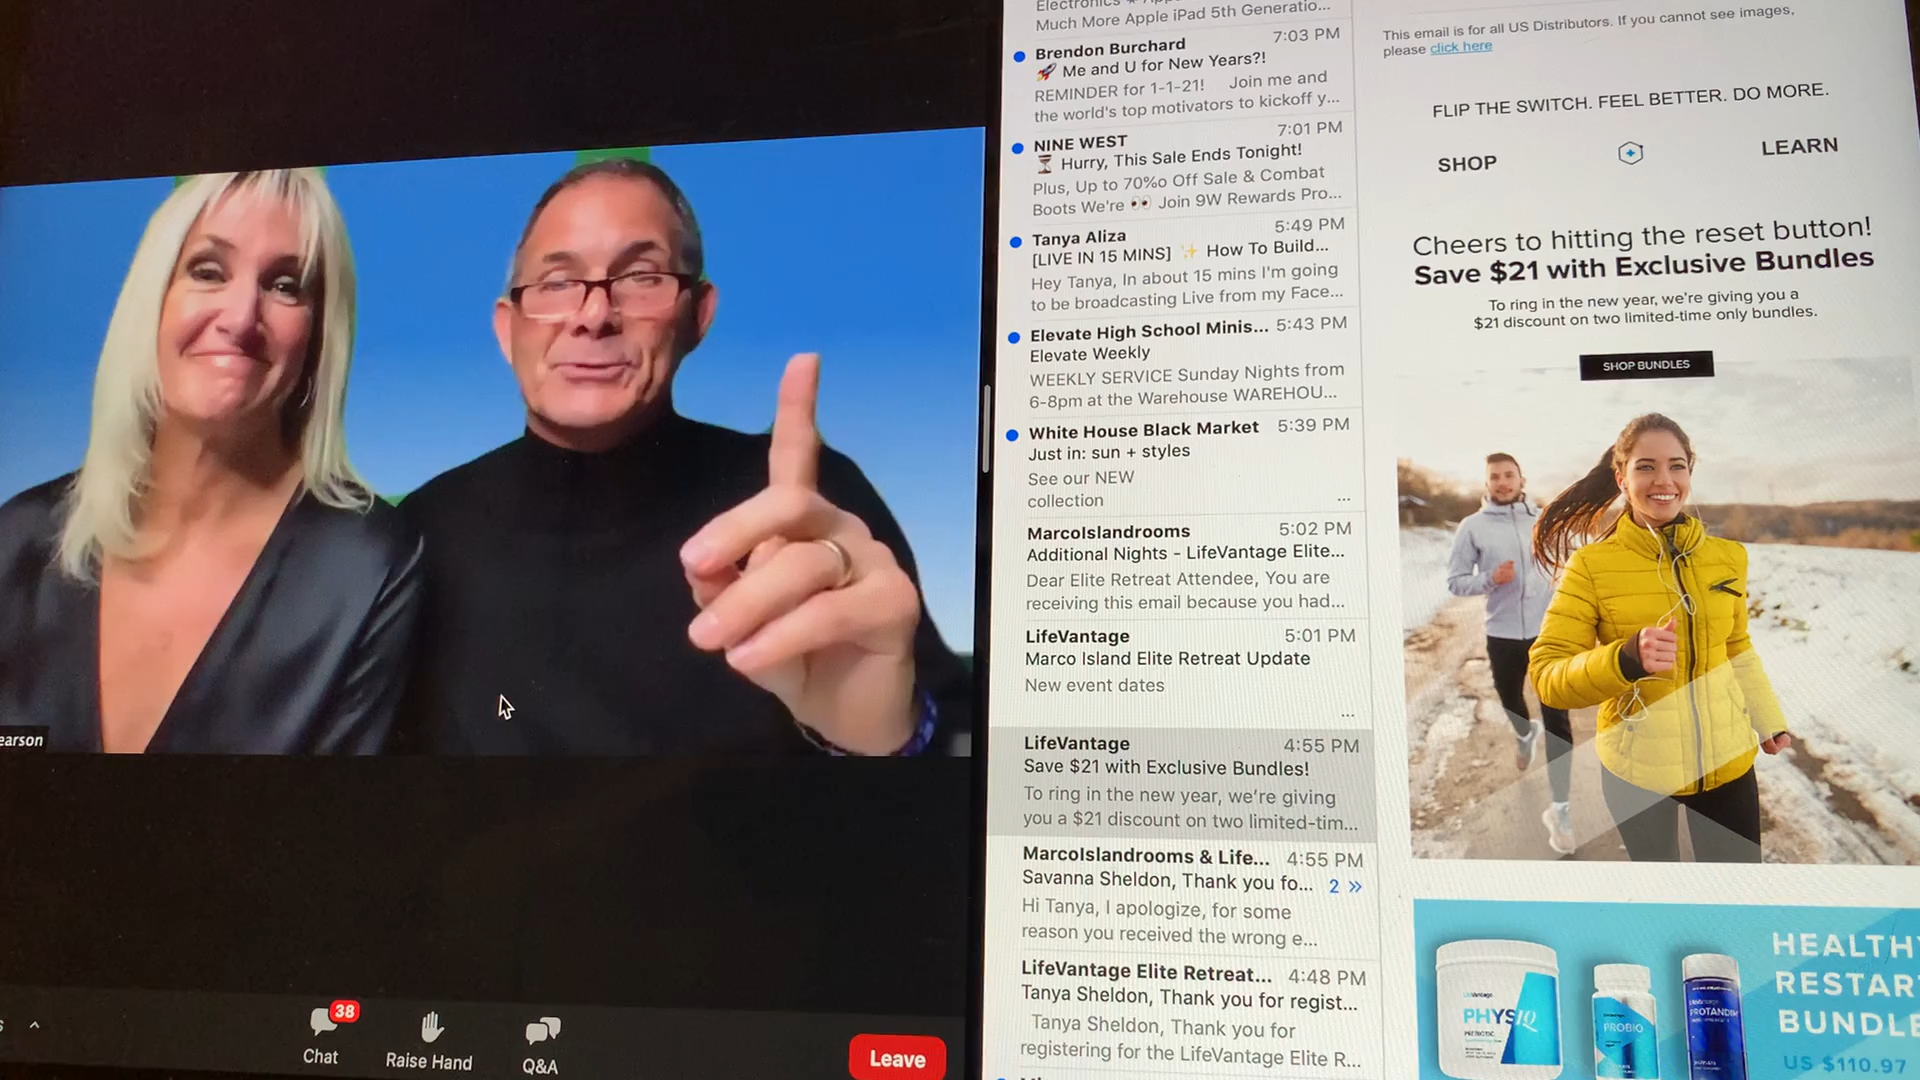 earson
38
Chat
Raise Hand
Q&A
Leave
Much More Apple iPad 5th Generatio...
Brendon Burchard 7:03 PM
🚀 Me and U for New Years?!
REMINDER for 1-1-21! Join me and
the world's top motivators to kickoff y...
NINE WEST 7:01 PM
⏳ Hurry, This Sale Ends Tonight!
Plus, Up to 70%o Off Sale & Combat
Boots We're 👀 Join 9W Rewards Pro...
Tanya Aliza 5:49 PM
[LIVE IN 15 MINS] ✨ How To Build...
Hey Tanya, In about 15 mins I'm going
to be broadcasting Live from my Face...
Elevate High School Minis... 5:43 PM
Elevate Weekly
WEEKLY SERVICE Sunday Nights from
6-8pm at the Warehouse WAREHOU...
White House Black Market 5:39 PM
Just in: sun + styles
See our NEW
collection ...
MarcoIslandrooms 5:02 PM
Additional Nights - LifeVantage Elite...
Dear Elite Retreat Attendee, You are
receiving this email because you had...
LifeVantage 5:01 PM
Marco Island Elite Retreat Update
New event dates
...
LifeVantage 4:55 PM
Save $21 with Exclusive Bundles!
To ring in the new year, we're giving
you a $21 discount on two limited-tim...
MarcoIslandrooms & Life... 4:55 PM
Savanna Sheldon, Thank you fo... 2 »
Hi Tanya, I apologize, for some
reason you received the wrong e...
LifeVantage Elite Retreat... 4:48 PM
Tanya Sheldon, Thank you for regist...
Tanya Sheldon, Thank you for
registering for the LifeVantage Elite R...
This email is for all US Distributors. If you cannot see images,
please click here
FLIP THE SWITCH. FEEL BETTER. DO MORE.
SHOP LEARN
Cheers to hitting the reset button!
Save $21 with Exclusive Bundles
To ring in the new year, we're giving you a
$21 discount on two limited-time only bundles.
SHOP BUNDLES
PHYSIQ
PROBIO
PROTANDIM
HEALTHY
RESTAR
BUNDLE
US $110.97